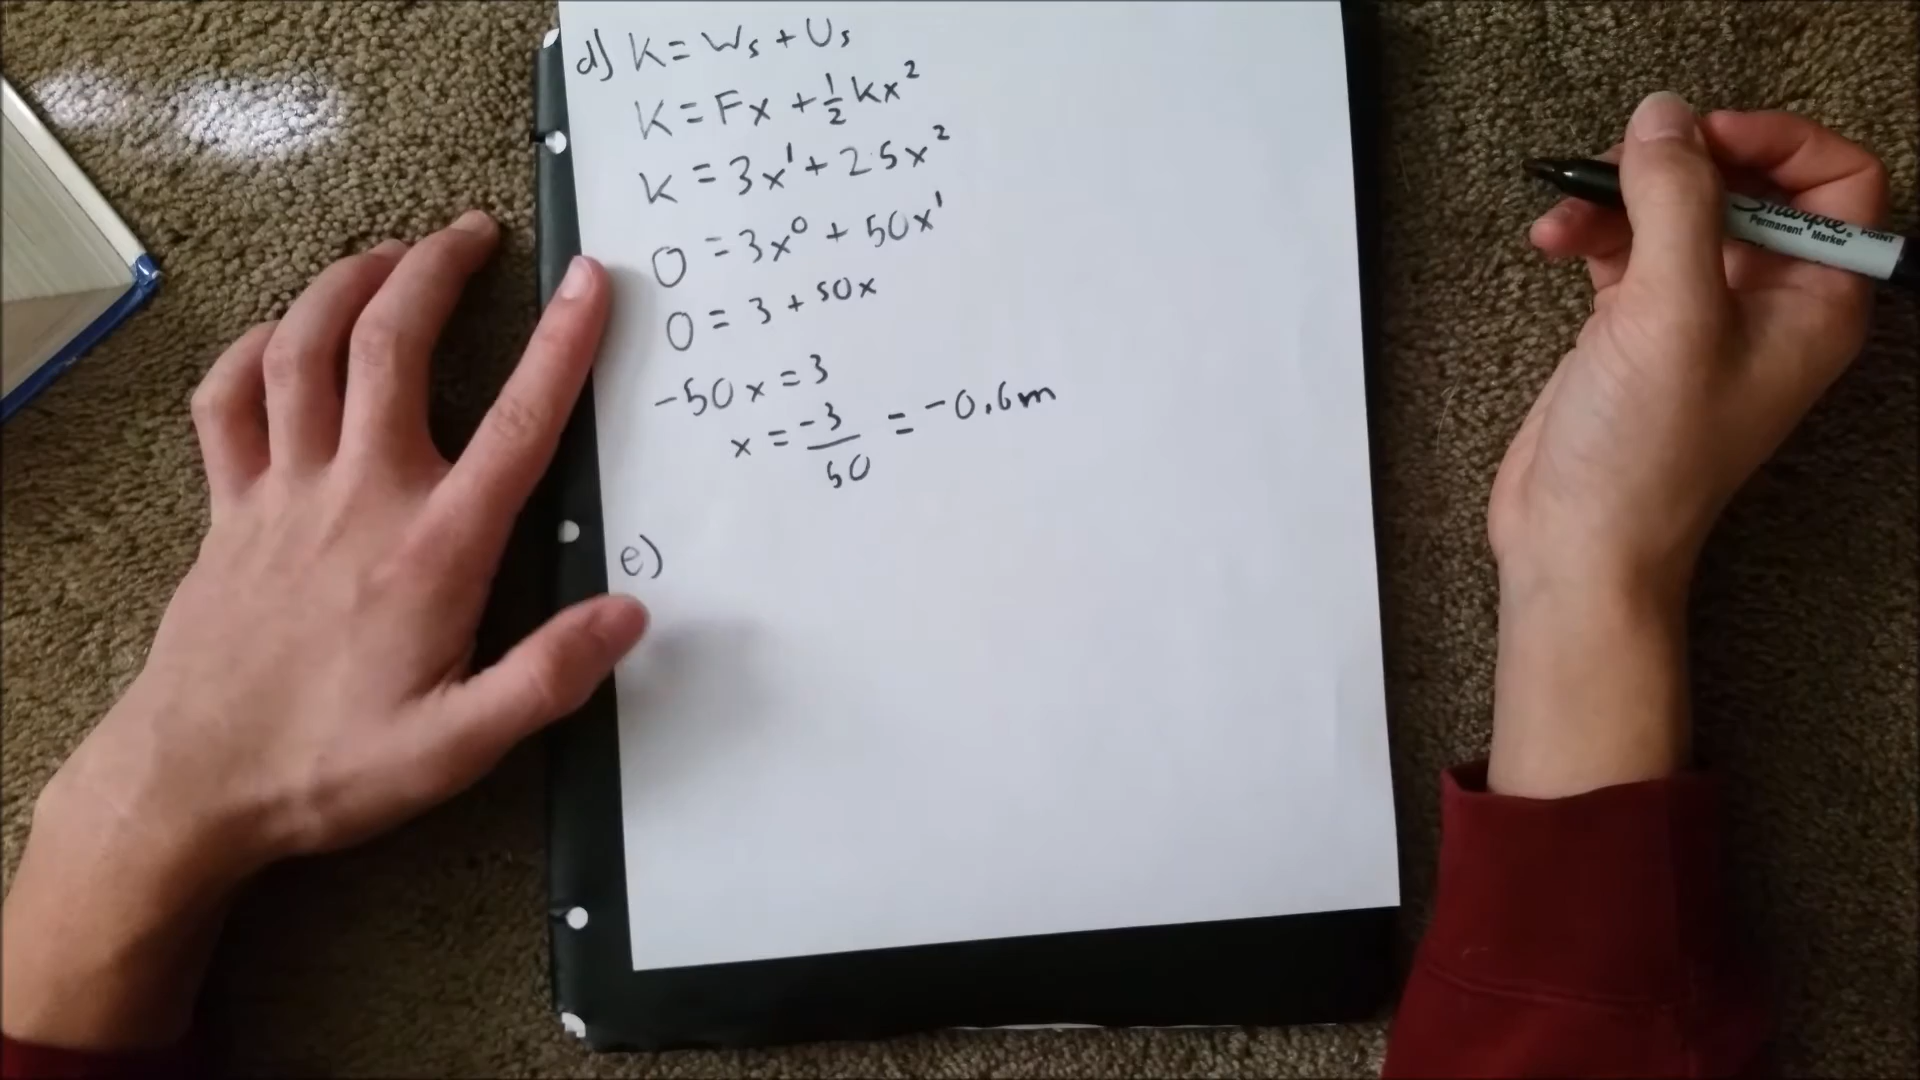 d) K = Ws + Us
K = Fx + ½kx²
K = 3x¹ + 25x²
0 = 3x⁰ + 50x¹
0 = 3 + 50x
-50x = 3
x = -3/50 = -0.6m
e)
Sharpie.
Permanent Marker
POINT